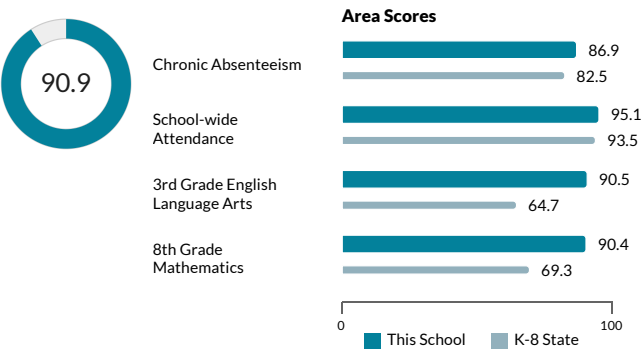 90.9
Area Scores
Chronic Absenteeism
86.9
82.5
School-wide
Attendance
95.1
93.5
3rd Grade English
Language Arts
90.5
64.7
8th Grade
Mathematics
90.4
69.3
0
100
This School
K-8 State